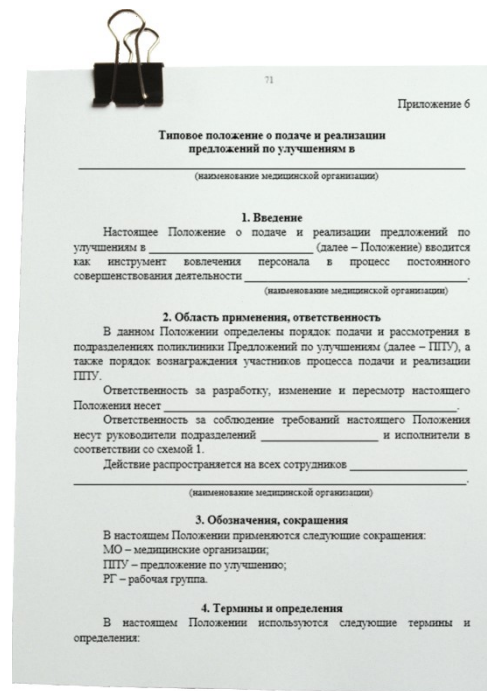 71
Приложение 6
Типовое положение о подаче и реализации
предложений по улучшениям в
(наименование медицинской организации)
1. Введение
Настоящее Положение о подаче и реализации предложений по
улучшениям в ______________ (далее – Положение) вводится
как инструмент вовлечения персонала в процесс постоянного
совершенствования деятельности ______________.
(наименование медицинской организации)
2. Область применения, ответственность
В данном Положении определены порядок подачи и рассмотрения в
подразделениях поликлиники Предложений по улучшениям (далее – ППУ), а
также порядок вознаграждения участников процесса подачи и реализации
ППУ.
Ответственность за разработку, изменение и пересмотр настоящего
Положения несет ______________.
Ответственность за соблюдение требований настоящего Положения
несут руководители подразделений ______________ и исполнители в
соответствии со схемой 1.
Действие распространяется на всех сотрудников ______________
______________.
(наименование медицинской организации)
3. Обозначения, сокращения
В настоящем Положении применяются следующие сокращения:
МО – медицинские организации;
ППУ – предложение по улучшению;
РГ – рабочая группа.
4. Термины и определения
В настоящем Положении используются следующие термины и
определения: